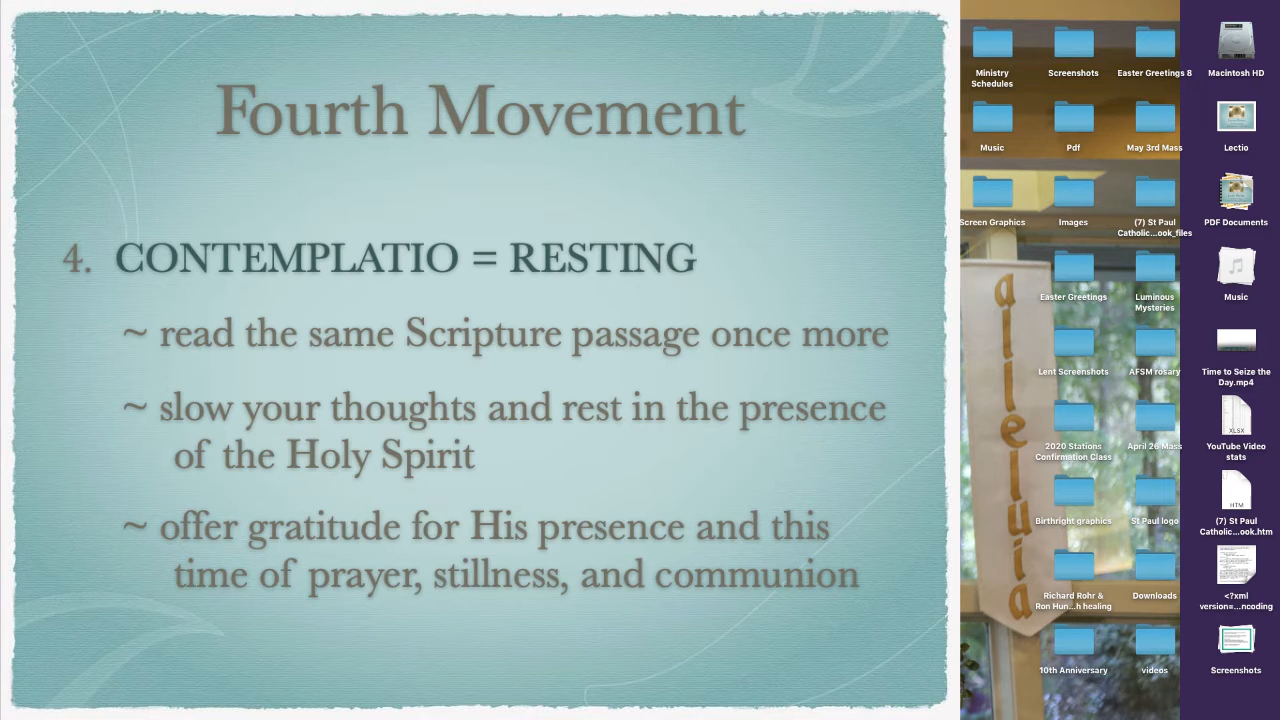 Fourth Movement
4. CONTEMPLATIO = RESTING
~ read the same Scripture passage once more
~ slow your thoughts and rest in the presence
of the Holy Spirit
~ offer gratitude for His presence and this
time of prayer, stillness, and communion
Ministry
Schedules
Screenshots
Easter Greetings 8
Macintosh HD
Music
Pdf
May 3rd Mass
Lectio
Screen Graphics
Images
(7) St Paul
Catholic...ook_files
PDF Documents
Easter Greetings
Luminous
Mysteries
Music
Lent Screenshots
AFSM rosary
Time to Seize the
Day.mp4
2020 Stations
Confirmation Class
April 26 Mass
XLSX
YouTube Video
stats
Birthright graphics
St Paul logo
HTM
(7) St Paul
Catholic...ook.htm
Richard Rohr &
Ron Hun...h healing
Downloads
<?xml
version=...ncoding
10th Anniversary
videos
Screenshots
alleluia